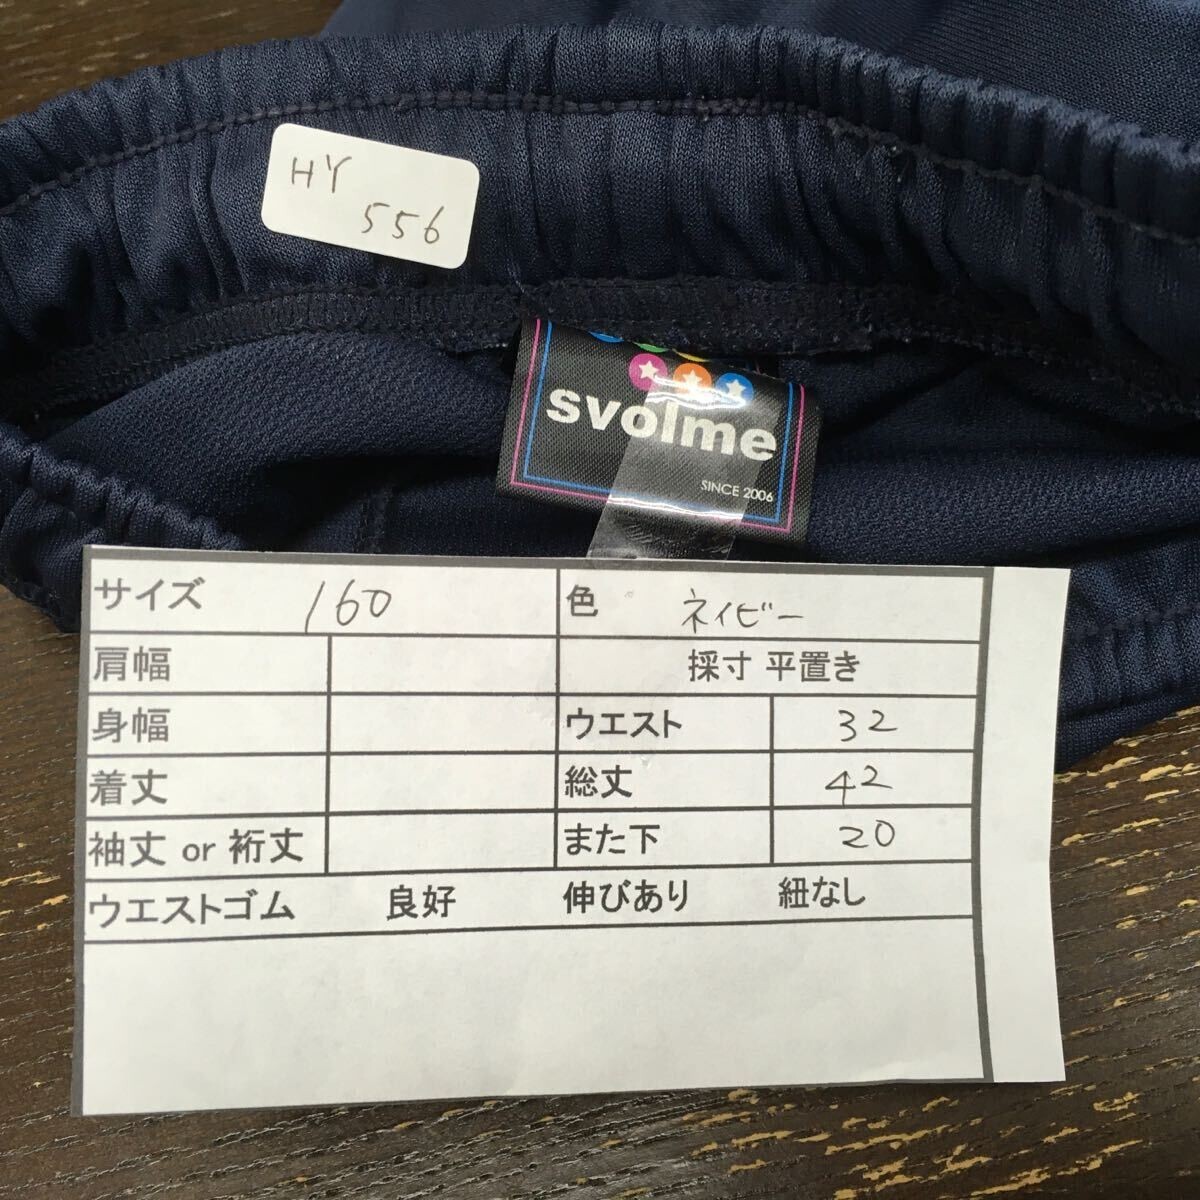 HY
556
svolme
SINCE 2006
サイズ 160 色 ネイビー
肩幅 採寸 平置き
身幅 ウエスト 32
着丈 総丈 42
袖丈 or 裄丈 また下 20
ウエストゴム 良好 伸びあり 紐なし